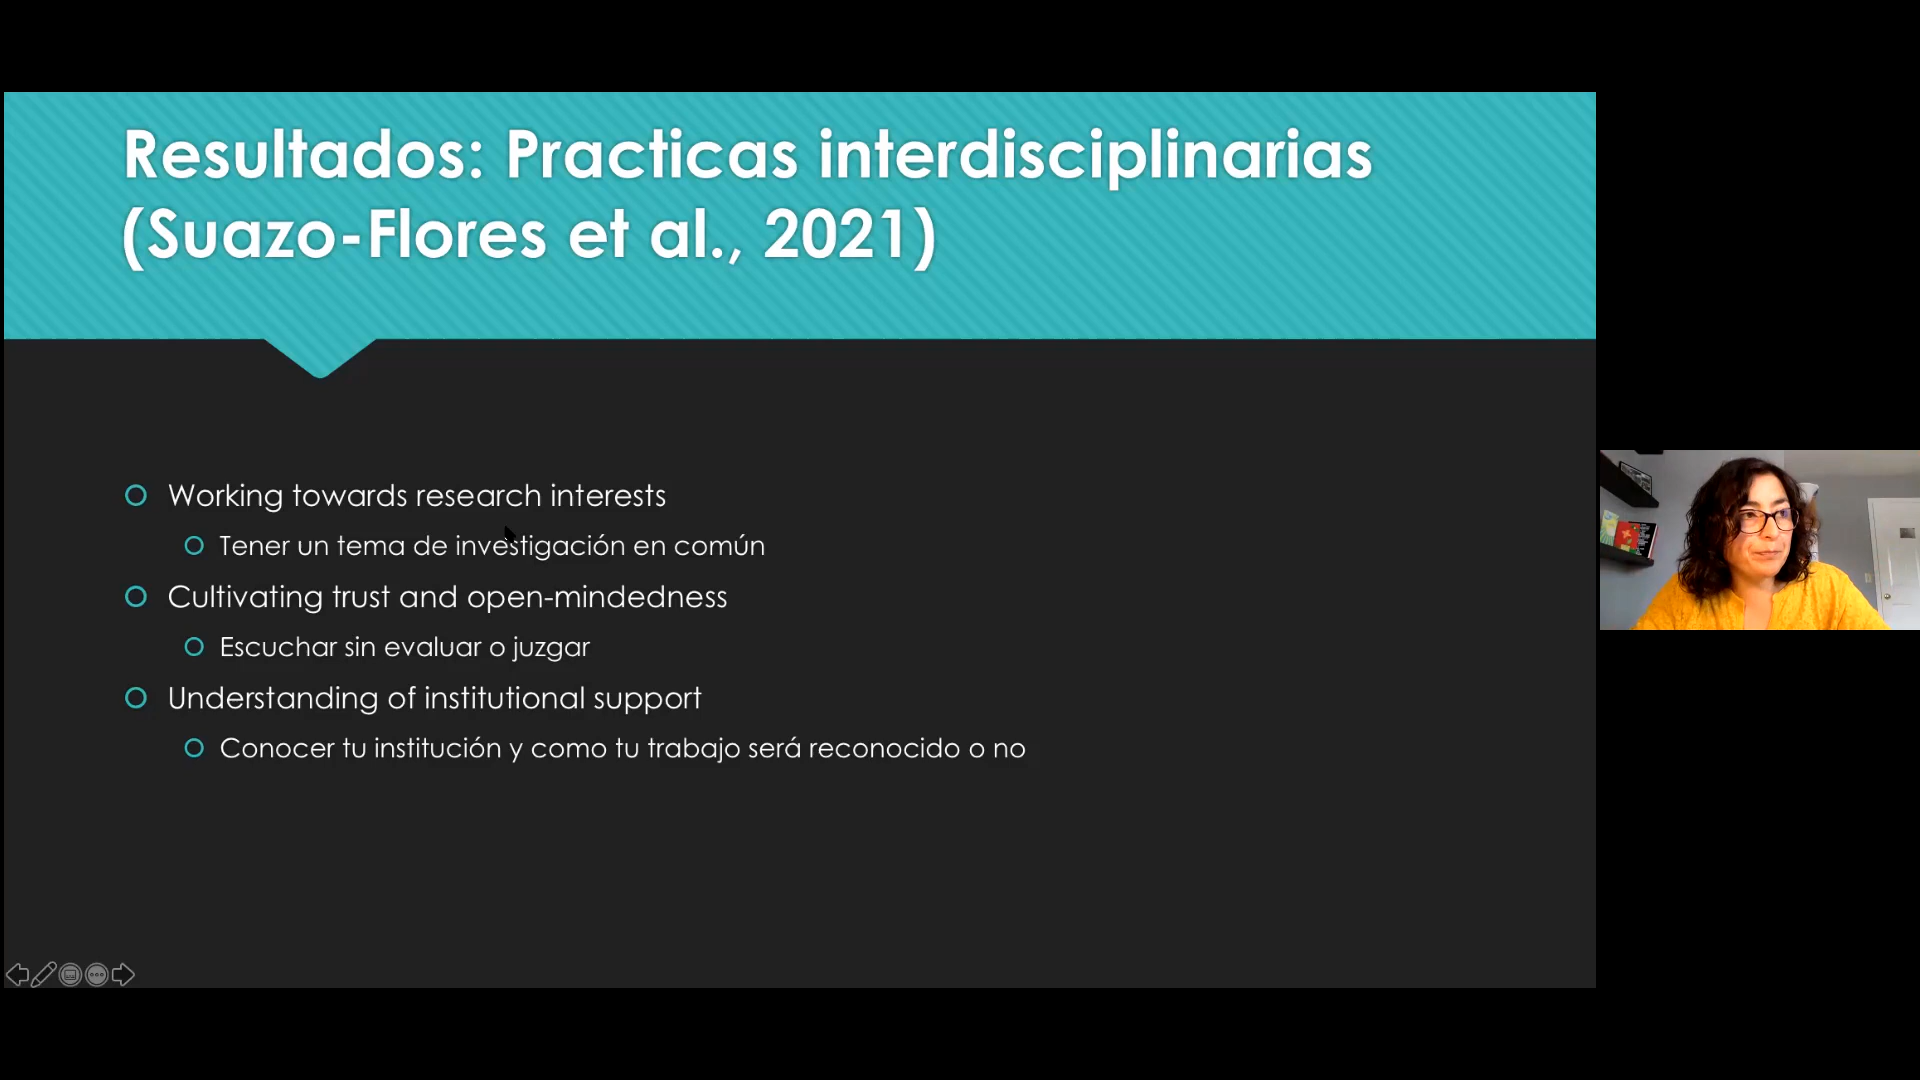 Resultados: Practicas interdisciplinarias
(Suazo-Flores et al., 2021)
Working towards research interests
Tener un tema de investigación en común
Cultivating trust and open-mindedness
Escuchar sin evaluar o juzgar
Understanding of institutional support
Conocer tu institución y como tu trabajo será reconocido o no